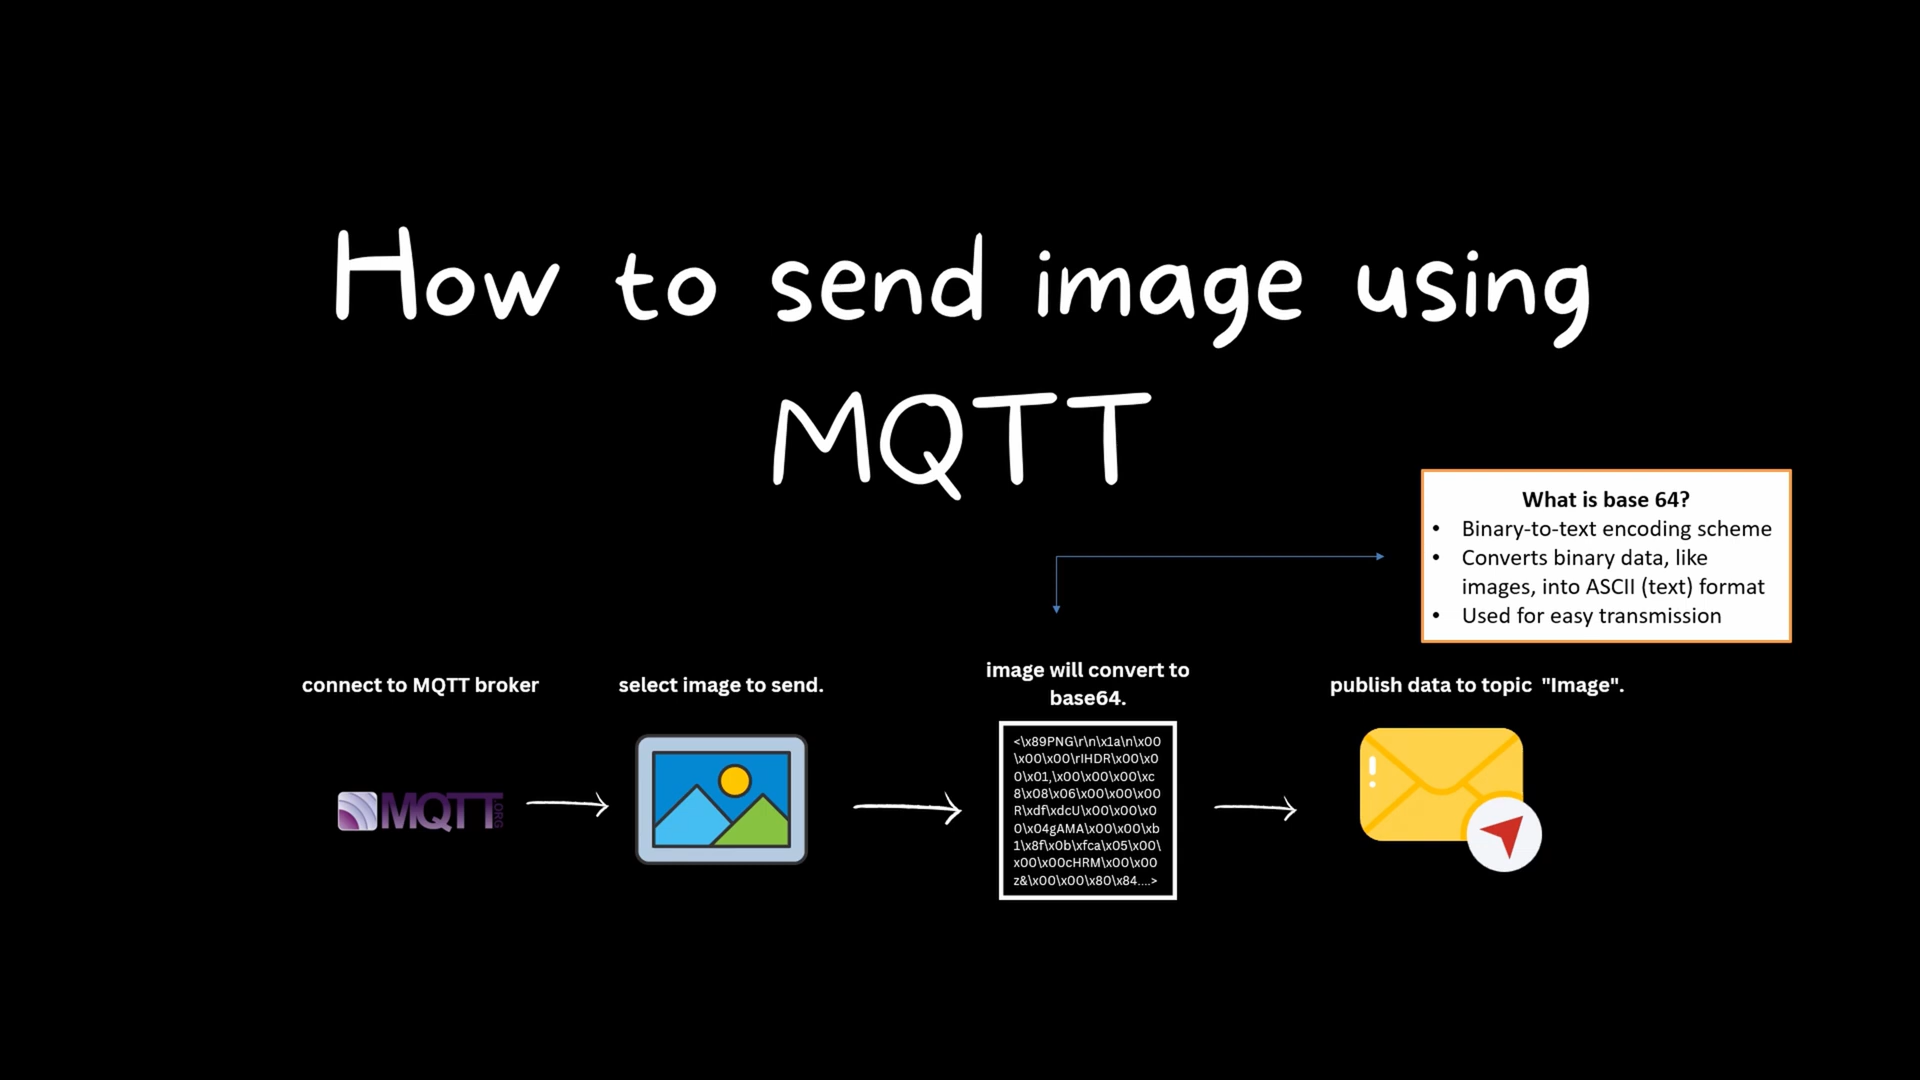 How to send image using
MQTT
What is base 64?
• Binary-to-text encoding scheme
• Converts binary data, like
images, into ASCII (text) format
• Used for easy transmission
connect to MQTT broker
select image to send.
image will convert to
base64.
publish data to topic "Image".
MQTT.ORG
<\x89PNG\r\n\x1a\n\x00
\x00\x00\rIHDR\x00\x0
0\x01,\x00\x00\x00\xc
8\x08\x06\x00\x00\x00
R\xdf\xdcU\x00\x00\x0
0\x04gAMA\x00\x00\xb
1\x8f\x0b\xfca\x05\x00\
x00\x00cHRM\x00\x00
z&\x00\x00\x80\x84....>